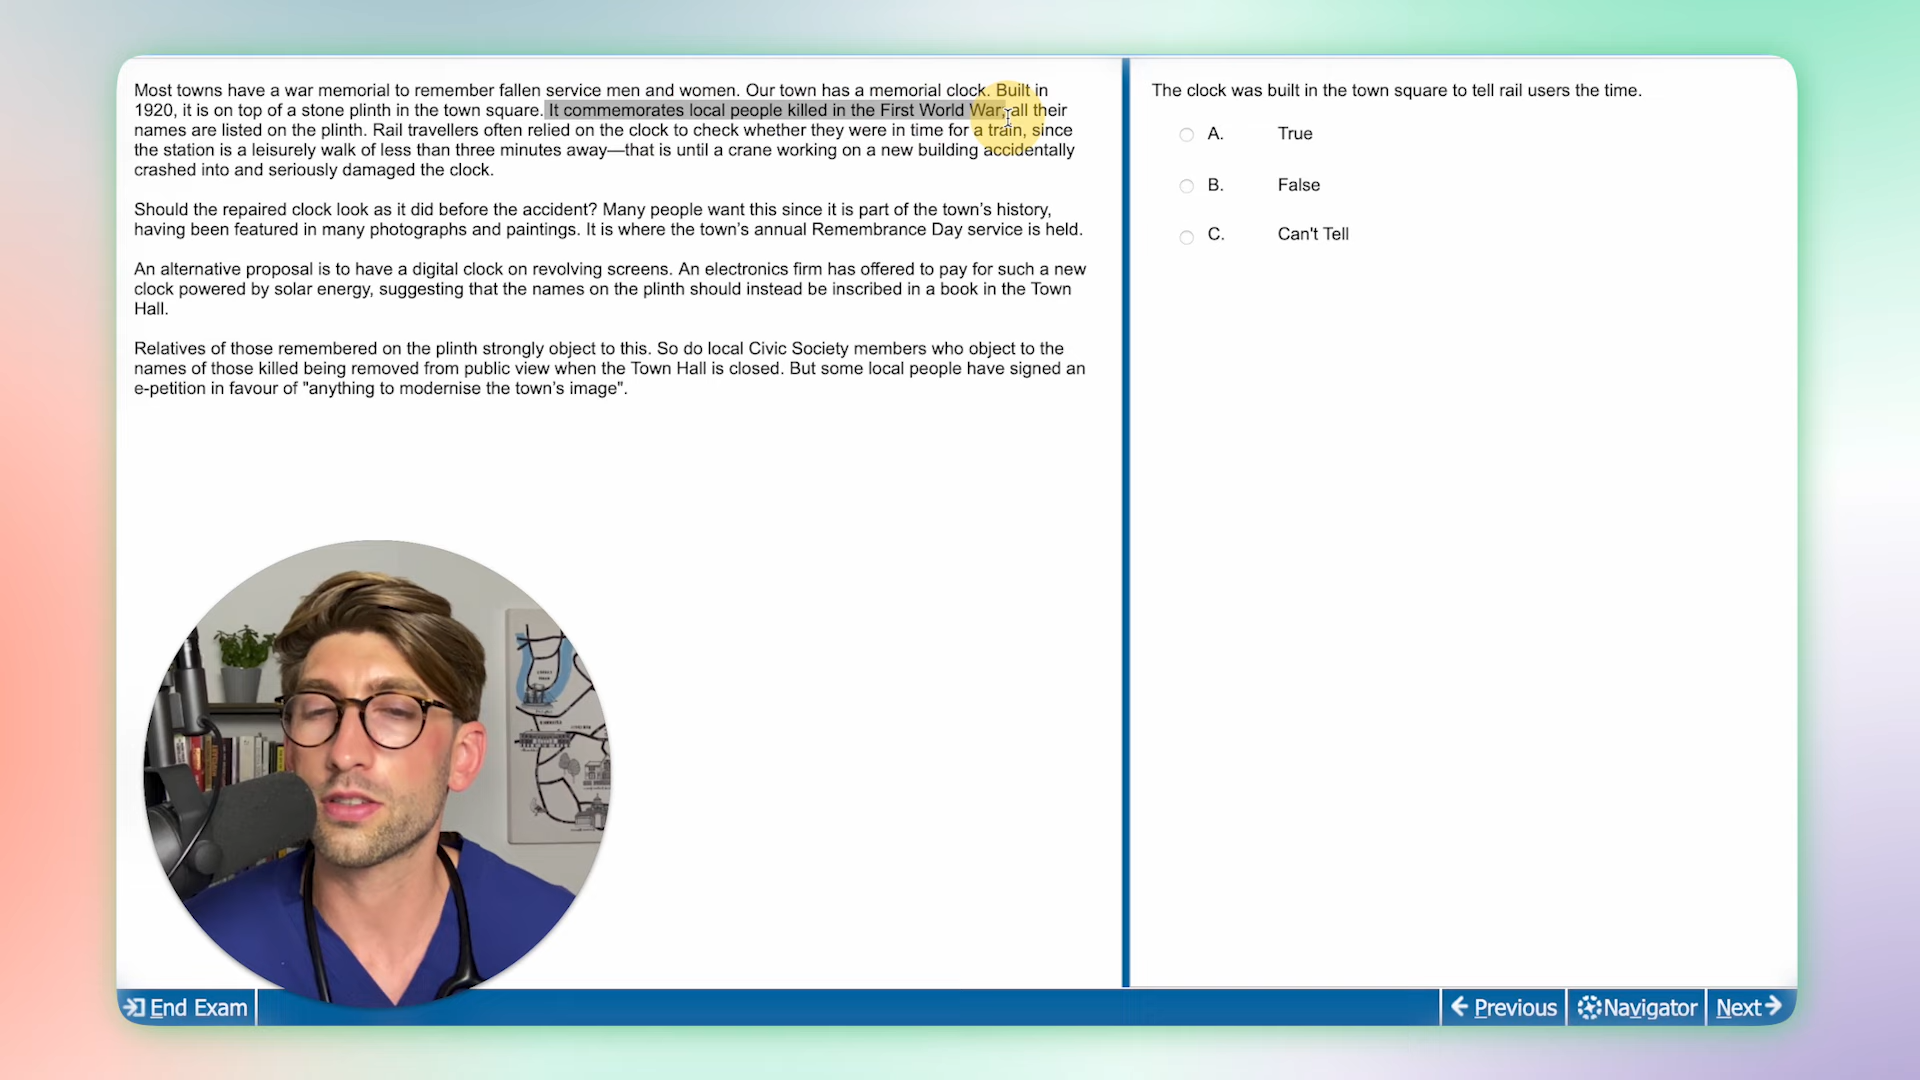 Most towns have a war memorial to remember fallen service men and women. Our town has a memorial clock. Built in
1920, it is on top of a stone plinth in the town square. It commemorates local people killed in the First World War, all their
names are listed on the plinth. Rail travellers often relied on the clock to check whether they were in time for a train, since
the station is a leisurely walk of less than three minutes away—that is until a crane working on a new building accidentally
crashed into and seriously damaged the clock.
Should the repaired clock look as it did before the accident? Many people want this since it is part of the town's history,
having been featured in many photographs and paintings. It is where the town's annual Remembrance Day service is held.
An alternative proposal is to have a digital clock on revolving screens. An electronics firm has offered to pay for such a new
clock powered by solar energy, suggesting that the names on the plinth should instead be inscribed in a book in the Town
Hall.
Relatives of those remembered on the plinth strongly object to this. So do local Civic Society members who object to the
names of those killed being removed from public view when the Town Hall is closed. But some local people have signed an
e-petition in favour of "anything to modernise the town's image".
The clock was built in the town square to tell rail users the time.
A. True
B. False
C. Can't Tell
End Exam
Previous
Navigator
Next